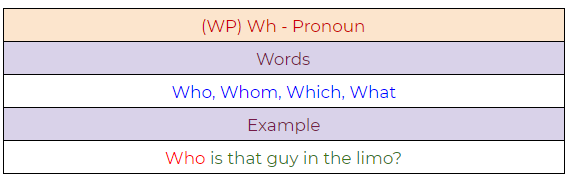 (WP) Wh - Pronoun
Words
Who, Whom, Which, What
Example
Who is that guy in the limo?